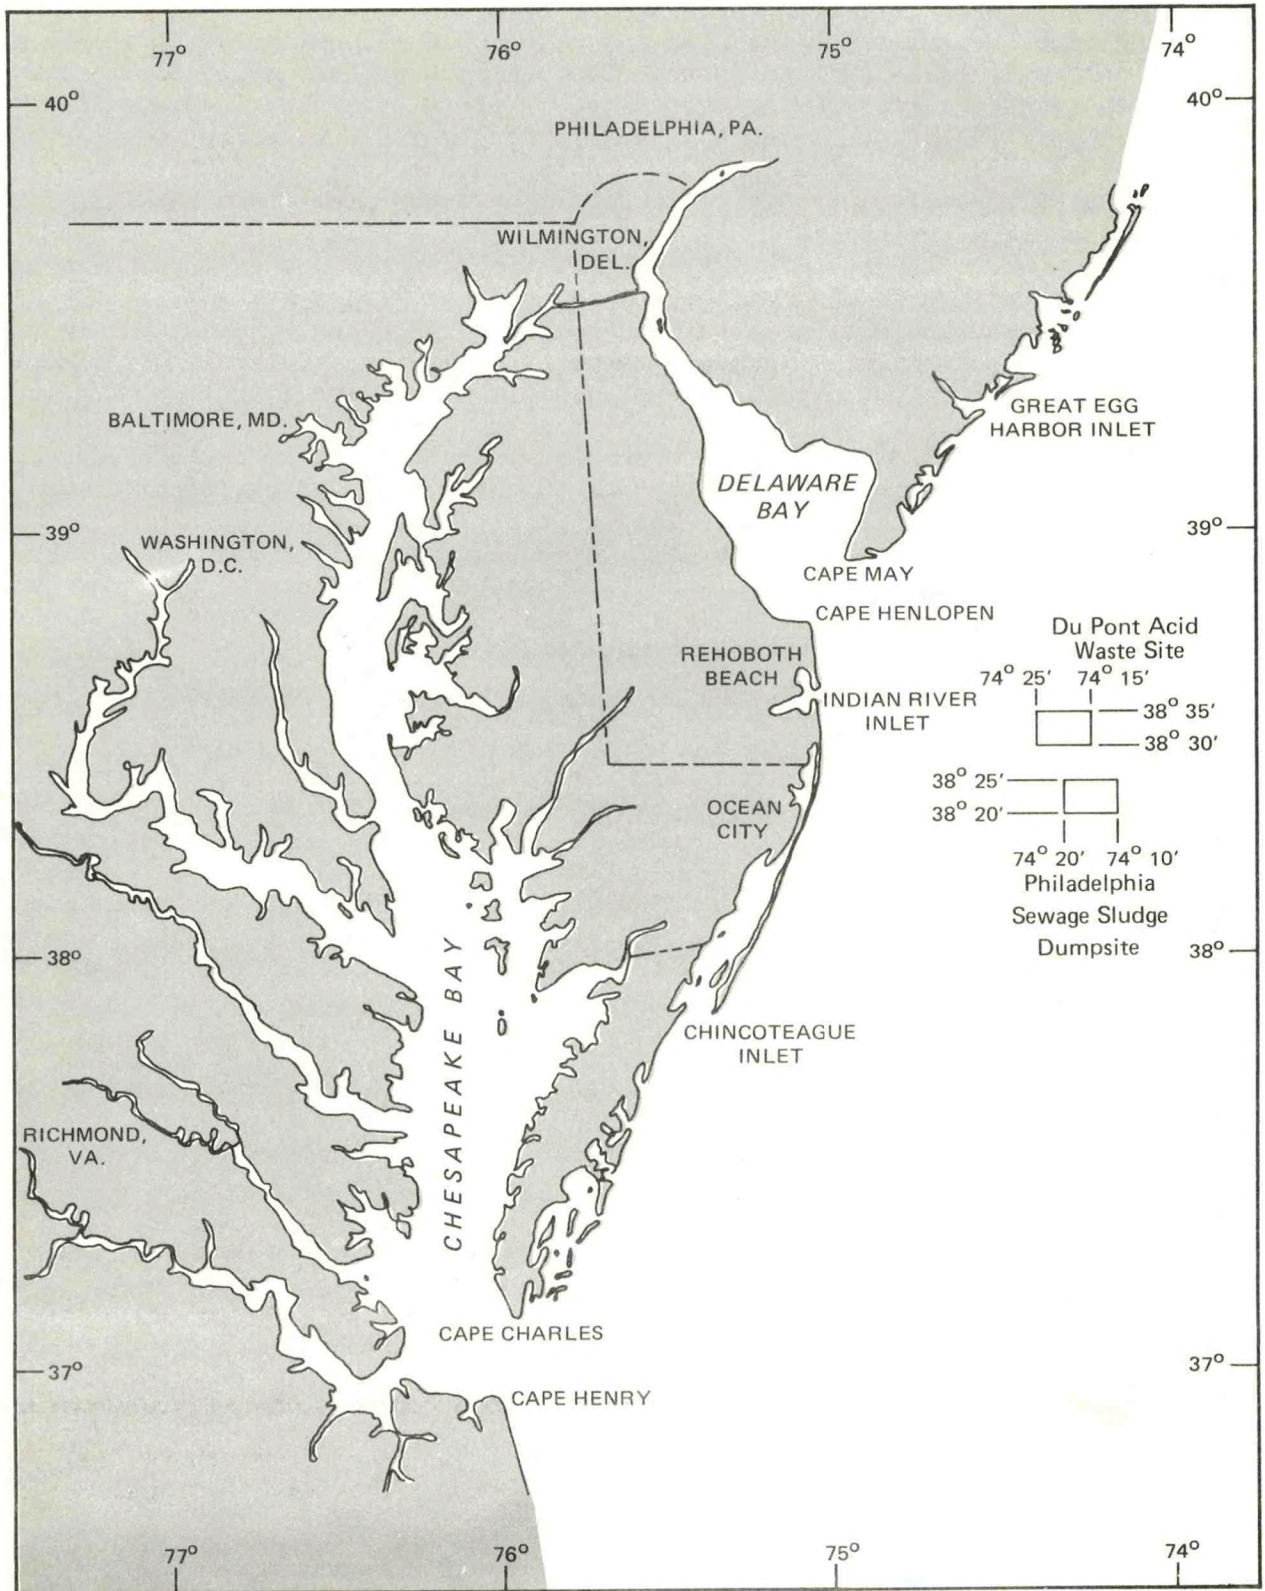 77°
76°
75°
74°
40°
40°
PHILADELPHIA, PA.
WILMINGTON,
DEL.
BALTIMORE, MD.
GREAT EGG
HARBOR INLET
DELAWARE
BAY
39°
39°
WASHINGTON,
D.C.
CAPE MAY
CAPE HENLOPEN
Du Pont Acid
Waste Site
REHOBOTH
BEACH
74° 25′ 74° 15′
INDIAN RIVER
INLET
38° 35′
38° 30′
38° 25′
38° 20′
OCEAN
CITY
74° 20′ 74° 10′
Philadelphia
Sewage Sludge
Dumpsite
38°
38°
CHESAPEAKE BAY
CHINCOTEAGUE
INLET
RICHMOND,
VA.
CAPE CHARLES
37°
37°
CAPE HENRY
77°
76°
75°
74°